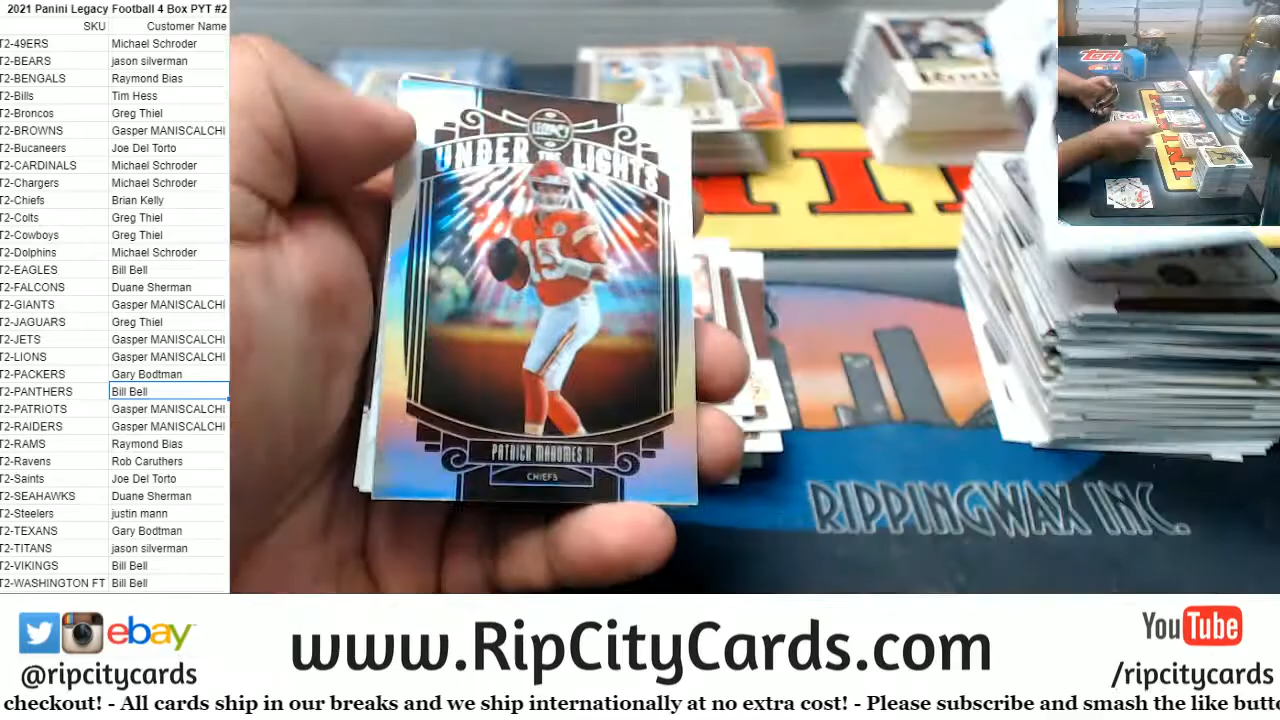 2021 Panini Legacy Football 4 Box PYT #2
SKU Customer Name
T2-49ERS Michael Schroder
T2-BEARS jason silverman
T2-BENGALS Raymond Bias
T2-Bills Tim Hess
T2-Broncos Greg Thiel
T2-BROWNS Gasper MANISCALCHI
T2-Bucaneers Joe Del Torto
T2-CARDINALS Michael Schroder
T2-Chargers Michael Schroder
T2-Chiefs Brian Kelly
T2-Colts Greg Thiel
T2-Cowboys Greg Thiel
T2-Dolphins Michael Schroder
T2-EAGLES Bill Bell
T2-FALCONS Duane Sherman
T2-GIANTS Gasper MANISCALCHI
T2-JAGUARS Greg Thiel
T2-JETS Gasper MANISCALCHI
T2-LIONS Gasper MANISCALCHI
T2-PACKERS Gary Bodtman
T2-PANTHERS Bill Bell
T2-PATRIOTS Gasper MANISCALCHI
T2-RAIDERS Gasper MANISCALCHI
T2-RAMS Raymond Bias
T2-Ravens Rob Caruthers
T2-Saints Joe Del Torto
T2-SEAHAWKS Duane Sherman
T2-Steelers justin mann
T2-TEXANS Gary Bodtman
T2-TITANS jason silverman
T2-VIKINGS Bill Bell
T2-WASHINGTON FT Bill Bell
LEGACY
UNDER THE LIGHTS
15
PATRICK MAHOMES II
CHIEFS
RIPPINGWAX INC.
Topps
ebay
@ripcitycards
www.RipCityCards.com
YouTube
/ripcitycards
checkout! - All cards ship in our breaks and we ship internationally at no extra cost! - Please subscribe and smash the like